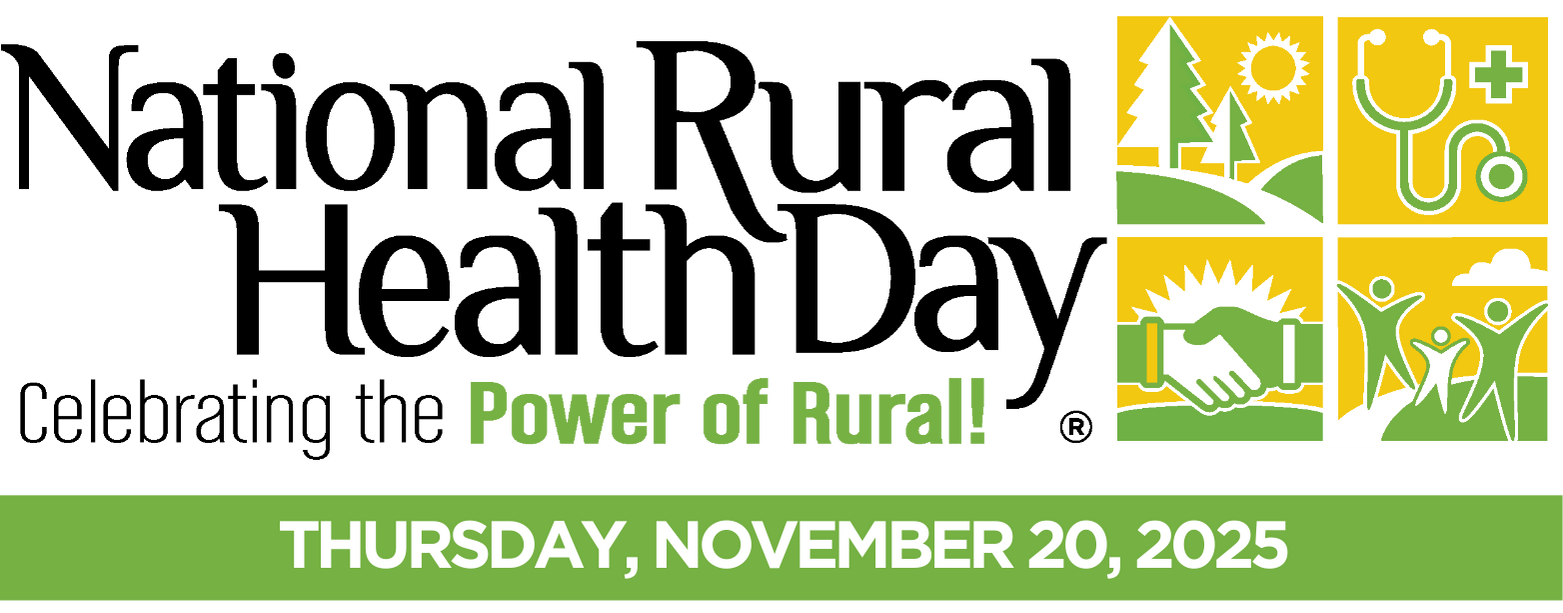 National Rural
Health Day
Celebrating the Power of Rural!
®
THURSDAY, NOVEMBER 20, 2025